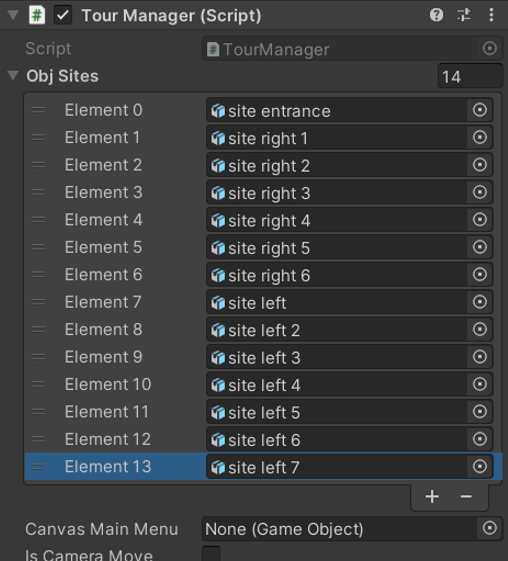 Tour Manager (Script)
Script TourManager
Obj Sites 14
Element 0 site entrance
Element 1 site right 1
Element 2 site right 2
Element 3 site right 3
Element 4 site right 4
Element 5 site right 5
Element 6 site right 6
Element 7 site left
Element 8 site left 2
Element 9 site left 3
Element 10 site left 4
Element 11 site left 5
Element 12 site left 6
Element 13 site left 7
Canvas Main Menu None (Game Object)
Is Camera Move